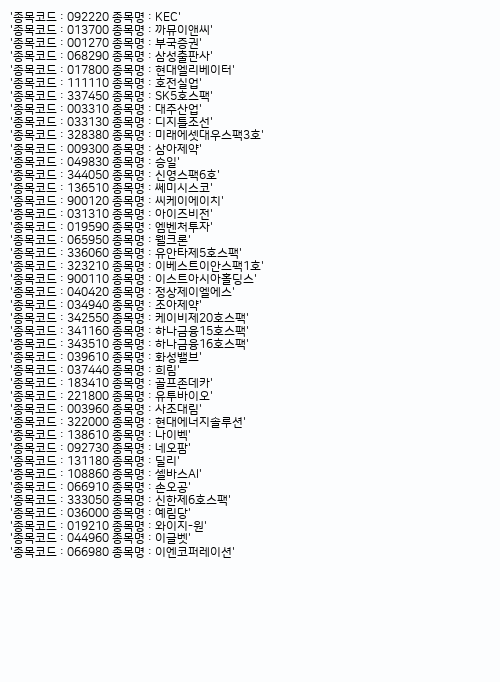 '종목코드 : 092220 종목명 : KEC'
'종목코드 : 013700 종목명 : 까뮤이앤씨'
'종목코드 : 001270 종목명 : 부국증권'
'종목코드 : 068290 종목명 : 삼성출판사'
'종목코드 : 017800 종목명 : 현대엘리베이터'
'종목코드 : 111110 종목명 : 호전실업'
'종목코드 : 337450 종목명 : SK5호스팩'
'종목코드 : 003310 종목명 : 대주산업'
'종목코드 : 033130 종목명 : 디지틀조선'
'종목코드 : 328380 종목명 : 미래에셋대우스팩3호'
'종목코드 : 009300 종목명 : 삼아제약'
'종목코드 : 049830 종목명 : 승일'
'종목코드 : 344050 종목명 : 신영스팩6호'
'종목코드 : 136510 종목명 : 쎄미시스코'
'종목코드 : 900120 종목명 : 씨케이에이치'
'종목코드 : 031310 종목명 : 아이즈비전'
'종목코드 : 019590 종목명 : 엠벤처투자'
'종목코드 : 065950 종목명 : 웰크론'
'종목코드 : 336060 종목명 : 유안타제5호스팩'
'종목코드 : 323210 종목명 : 이베스트이안스팩1호'
'종목코드 : 900110 종목명 : 이스트아시아홀딩스'
'종목코드 : 040420 종목명 : 정상제이엘에스'
'종목코드 : 034940 종목명 : 조아제약'
'종목코드 : 342550 종목명 : 케이비제20호스팩'
'종목코드 : 341160 종목명 : 하나금융15호스팩'
'종목코드 : 343510 종목명 : 하나금융16호스팩'
'종목코드 : 039610 종목명 : 화성밸브'
'종목코드 : 037440 종목명 : 희림'
'종목코드 : 183410 종목명 : 골프존데카'
'종목코드 : 221800 종목명 : 유투바이오'
'종목코드 : 003960 종목명 : 사조대림'
'종목코드 : 322000 종목명 : 현대에너지솔루션'
'종목코드 : 138610 종목명 : 나이벡'
'종목코드 : 092730 종목명 : 네오팜'
'종목코드 : 131180 종목명 : 딜리'
'종목코드 : 108860 종목명 : 셀바스AI'
'종목코드 : 066910 종목명 : 손오공'
'종목코드 : 333050 종목명 : 신한제6호스팩'
'종목코드 : 036000 종목명 : 예림당'
'종목코드 : 019210 종목명 : 와이지-원'
'종목코드 : 044960 종목명 : 이글벳'
'종목코드 : 066980 종목명 : 이엔코퍼레이션'